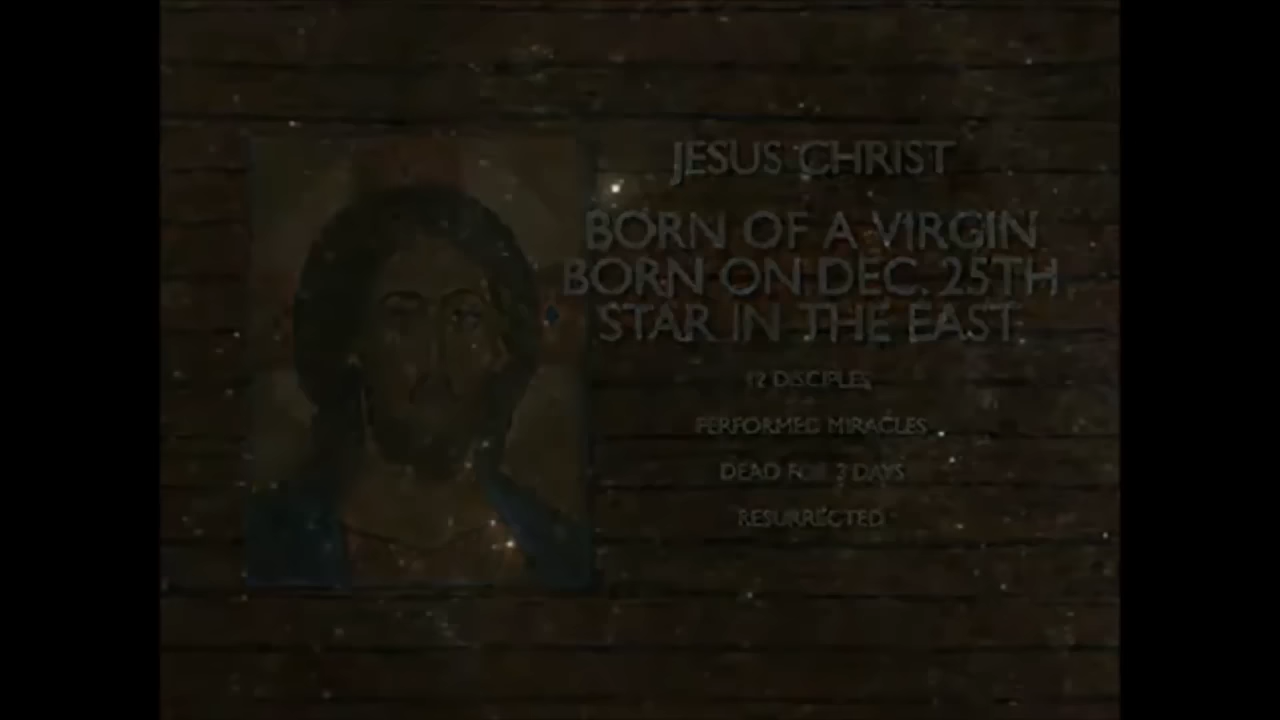 JESUS CHRIST
BORN OF A VIRGIN
BORN ON DEC. 25TH
STAR IN THE EAST
12 DISCIPLES
PERFORMED MIRACLES
DEAD FOR 3 DAYS
RESURRECTED